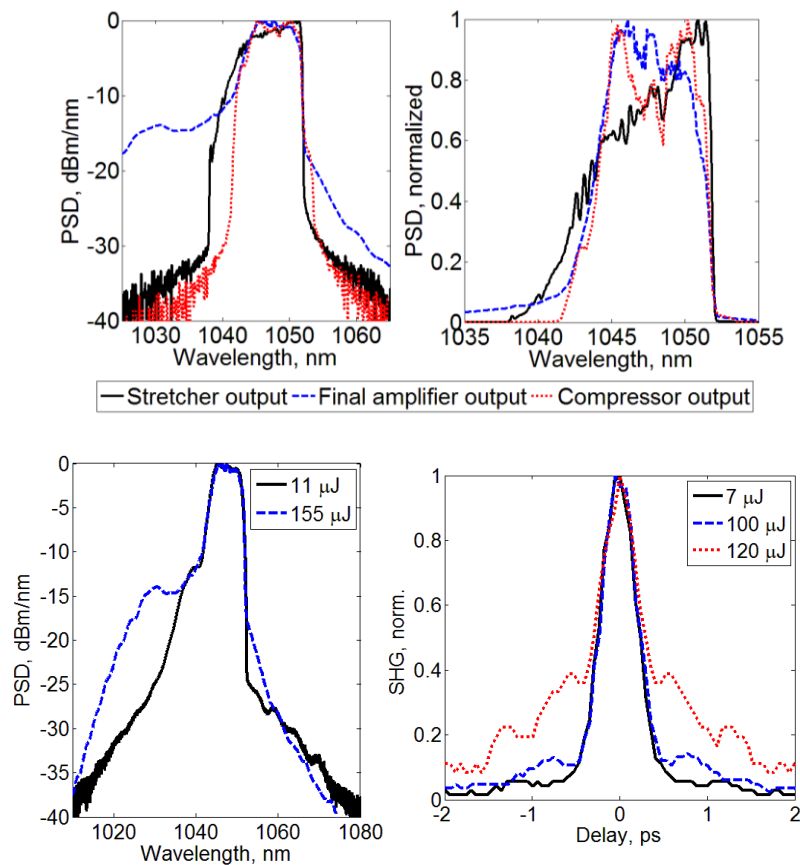 PSD, dBm/nm
0
-10
-20
-30
-40
1030 1040 1050 1060
Wavelength, nm
PSD, normalized
1
0.8
0.6
0.4
0.2
0
1035 1040 1045 1050 1055
Wavelength, nm
Stretcher output Final amplifier output Compressor output
PSD, dBm/nm
0
-5
-10
-15
-20
-25
-30
-35
-40
1020 1040 1060 1080
Wavelength, nm
11 μJ
155 μJ
SHG, norm.
1
0.8
0.6
0.4
0.2
0
-2 -1 0 1 2
Delay, ps
7 μJ
100 μJ
120 μJ